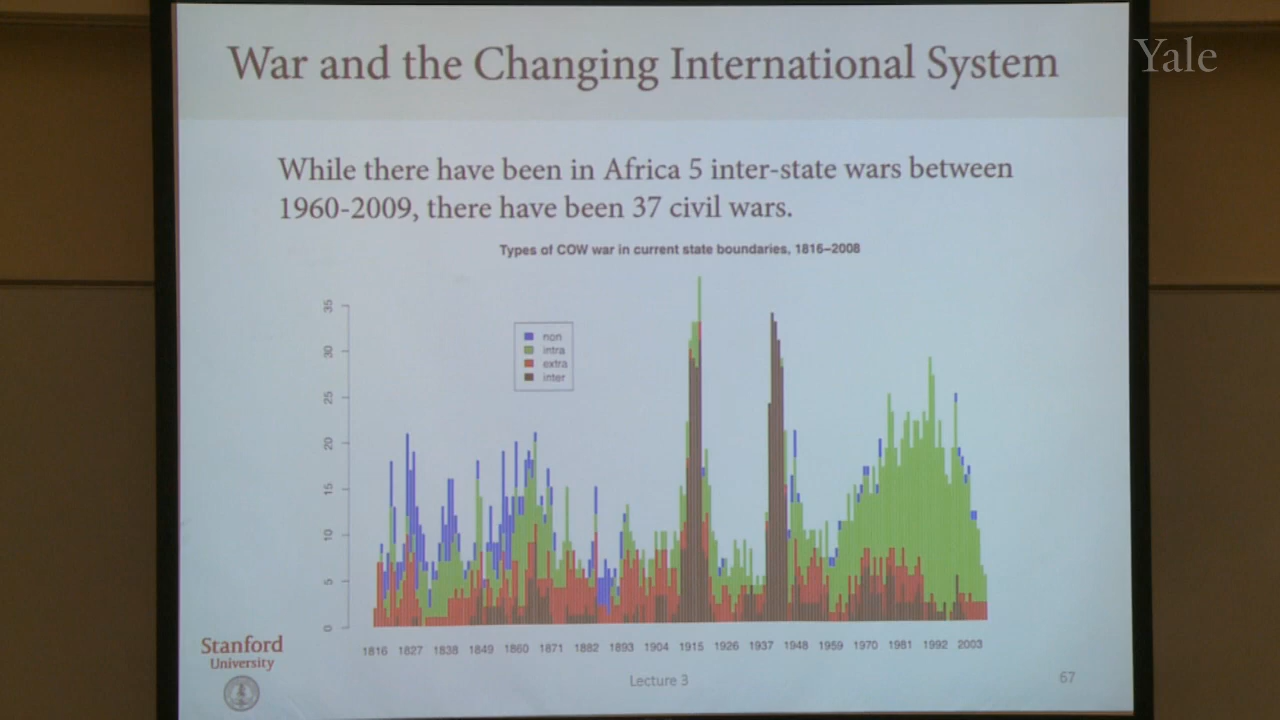 War and the Changing International System
Yale
While there have been in Africa 5 inter-state wars between
1960-2009, there have been 37 civil wars.
Types of COW war in current state boundaries, 1816–2008
35
30
25
20
15
10
5
0
non
intra
extra
inter
1816 1827 1838 1849 1860 1871 1882 1893 1904 1915 1926 1937 1948 1959 1970 1981 1992 2003
Stanford
University
Lecture 3
67